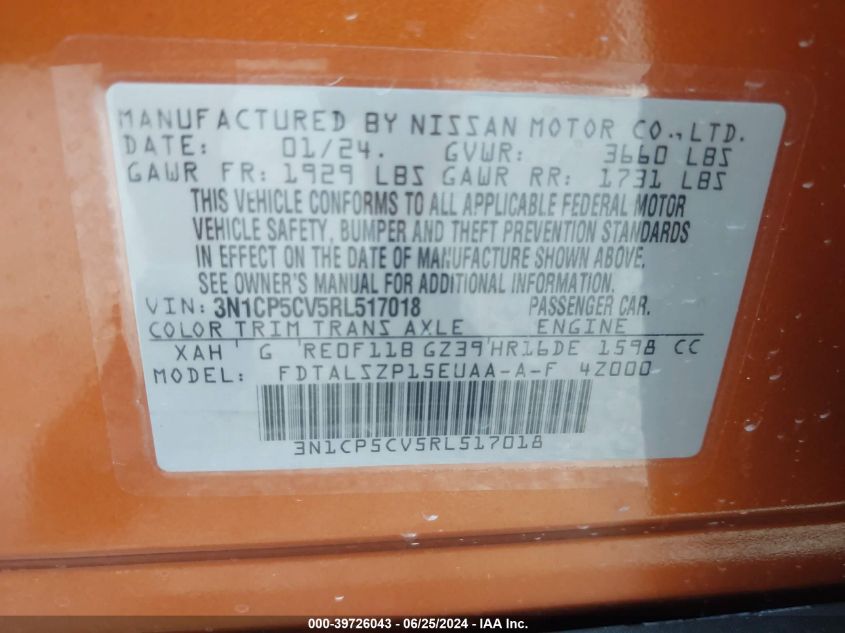 MANUFACTURED BY NISSAN MOTOR CO., LTD.
DATE: 01/24. GVWR: 3660 LBS
GAWR FR: 1929 LBS GAWR RR: 1731 LBS
THIS VEHICLE CONFORMS TO ALL APPLICABLE FEDERAL MOTOR
VEHICLE SAFETY, BUMPER AND THEFT PREVENTION STANDARDS
IN EFFECT ON THE DATE OF MANUFACTURE SHOWN ABOVE.
SEE OWNER'S MANUAL FOR ADDITIONAL INFORMATION.
VIN: 3N1CP5CV5RL517018 PASSENGER CAR.
COLOR TRIM TRANS AXLE ENGINE
XAH G RE0F11B GZ39 HR16DE 1598 CC
MODEL: FDTALSZP15EUAA-A-F 4Z000
3N1CP5CV5RL517018
000-39726043 - 06/25/2024 - IAA Inc.